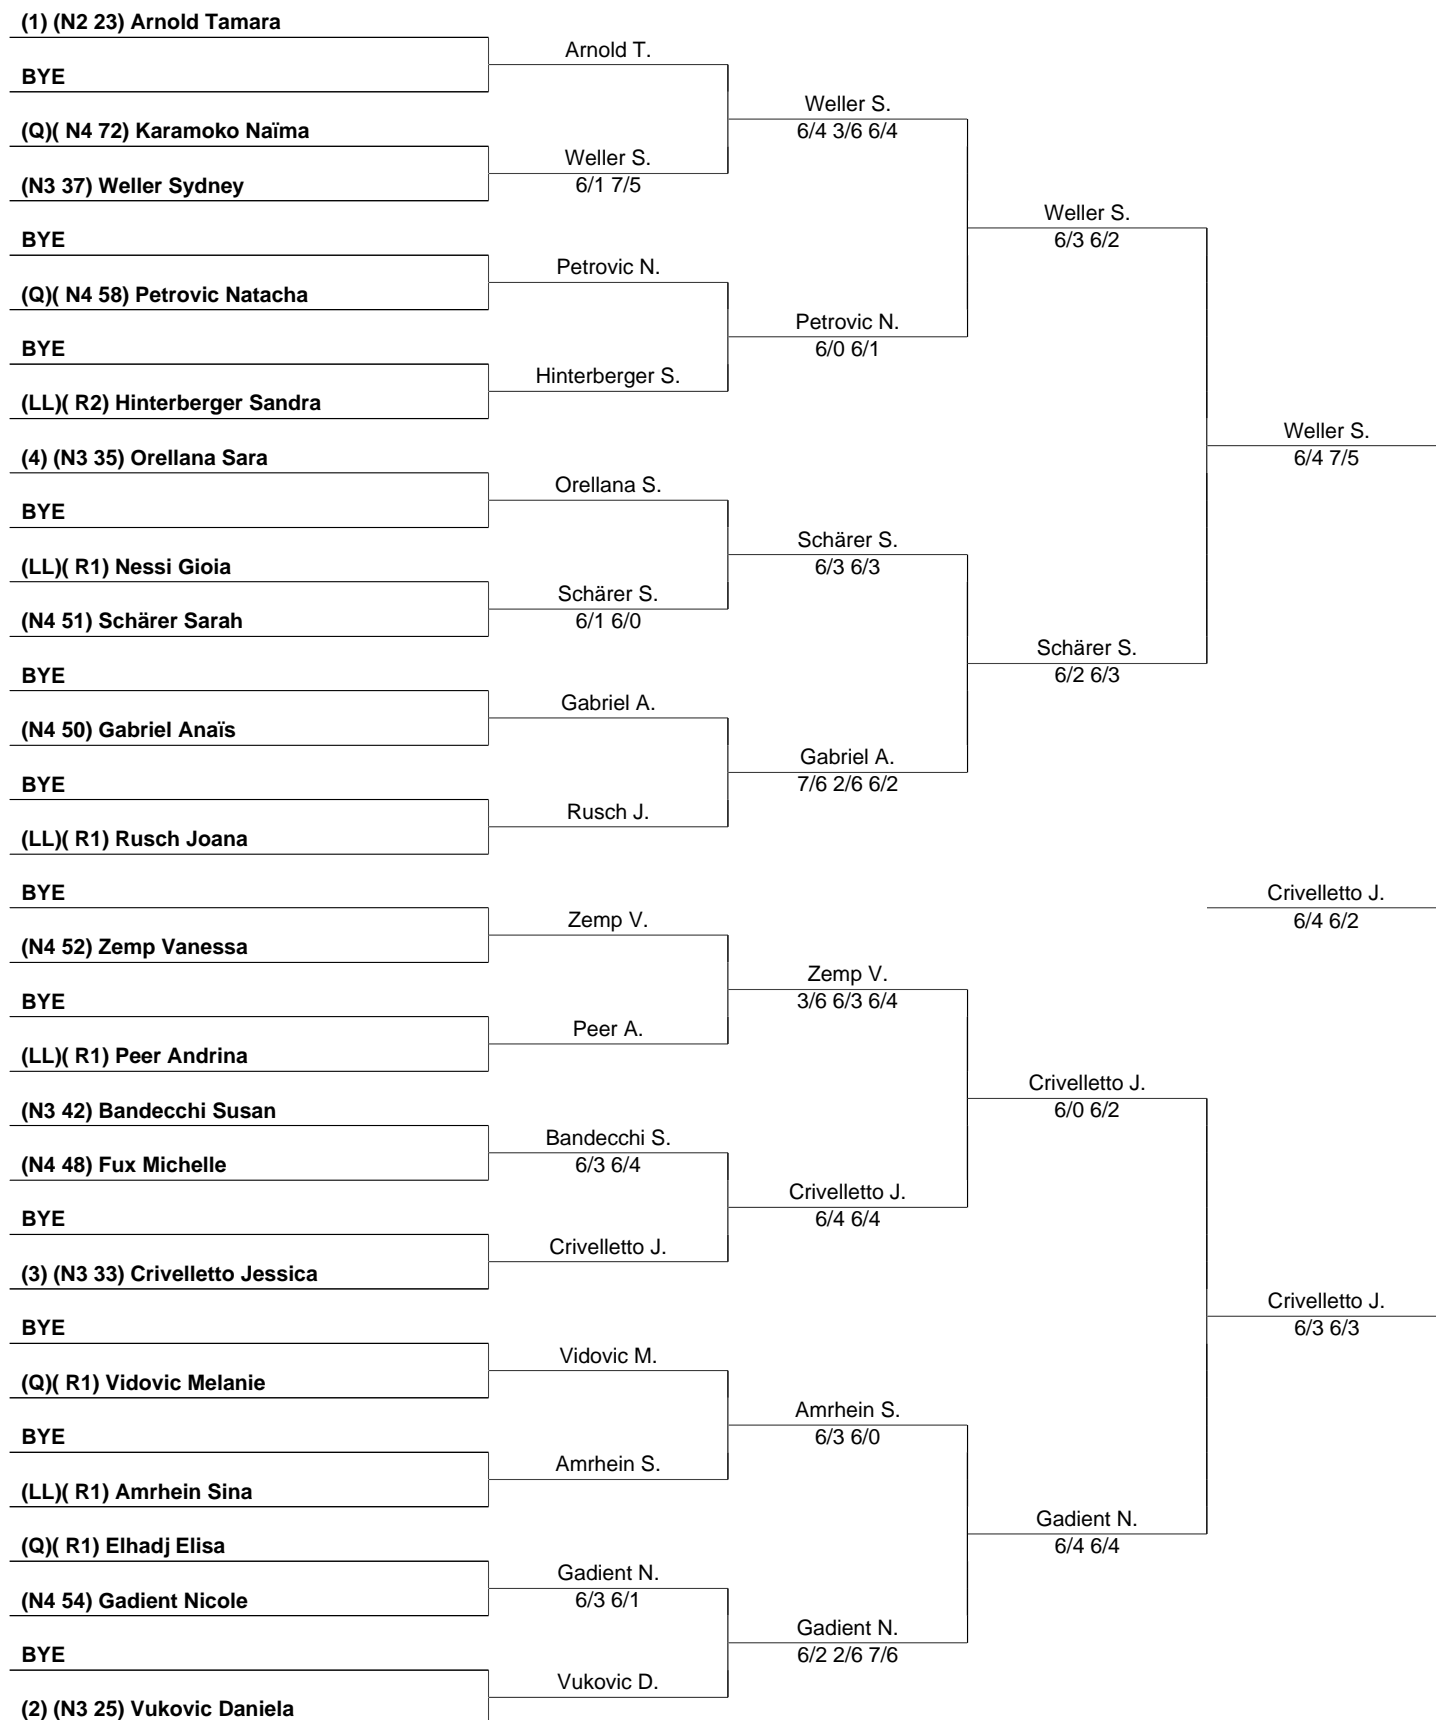 (1) (N2 23) Arnold Tamara
BYE
(Q)( N4 72) Karamoko Naïma
(N3 37) Weller Sydney
BYE
(Q)( N4 58) Petrovic Natacha
BYE
(LL)( R2) Hinterberger Sandra
(4) (N3 35) Orellana Sara
BYE
(LL)( R1) Nessi Gioia
(N4 51) Schärer Sarah
BYE
(N4 50) Gabriel Anaïs
BYE
(LL)( R1) Rusch Joana
BYE
(N4 52) Zemp Vanessa
BYE
(LL)( R1) Peer Andrina
(N3 42) Bandecchi Susan
(N4 48) Fux Michelle
BYE
(3) (N3 33) Crivelletto Jessica
BYE
(Q)( R1) Vidovic Melanie
BYE
(LL)( R1) Amrhein Sina
(Q)( R1) Elhadj Elisa
(N4 54) Gadient Nicole
BYE
(2) (N3 25) Vukovic Daniela
Arnold T.
Weller S.
6/1 7/5
Petrovic N.
Hinterberger S.
Orellana S.
Schärer S.
6/1 6/0
Gabriel A.
Rusch J.
Zemp V.
Peer A.
Bandecchi S.
6/3 6/4
Crivelletto J.
Vidovic M.
Amrhein S.
Gadient N.
6/3 6/1
Vukovic D.
Weller S.
6/4 3/6 6/4
Petrovic N.
6/0 6/1
Schärer S.
6/3 6/3
Gabriel A.
7/6 2/6 6/2
Zemp V.
3/6 6/3 6/4
Crivelletto J.
6/4 6/4
Amrhein S.
6/3 6/0
Gadient N.
6/2 2/6 7/6
Weller S.
6/3 6/2
Schärer S.
6/2 6/3
Crivelletto J.
6/0 6/2
Gadient N.
6/4 6/4
Weller S.
6/4 7/5
Crivelletto J.
6/4 6/2
Crivelletto J.
6/3 6/3